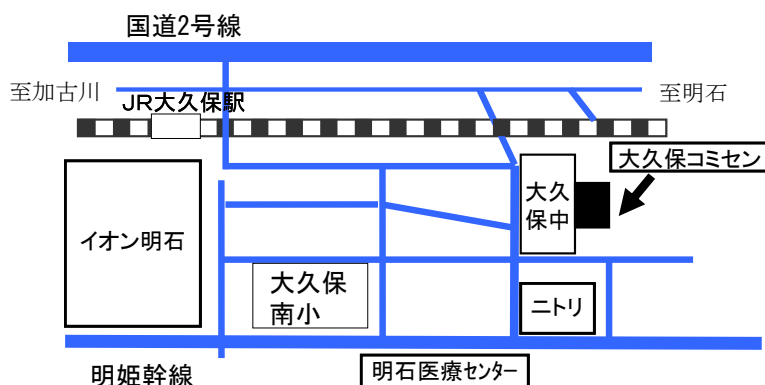 国道2号線
至加古川
至明石
JR大久保駅
大久保コミセン
大久
保中
イオン明石
大久保
南小
ニトリ
明姫幹線
明石医療センター